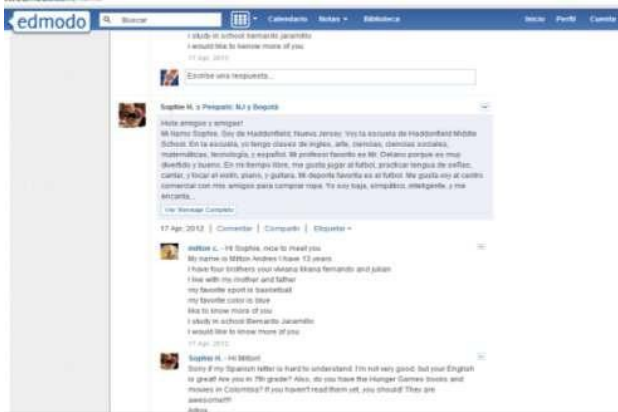 edmodo
Buscar
Calendario Notas Biblioteca
Inicio Perfil Cuenta
I study in school bernardo jaramillo
I would like to konow more of you
17 Apr, 2012
Escribe una respuesta...
Sophie H. a Penpals: NJ y Bogotá
Hola amigos y amigas!
Mi llamo Sophie. Soy de Haddonfield, Nueva Jersey. Voy la escuela de Haddonfield Middle
School. En la escuela, yo tengo clases de ingles, arte, ciencias, ciencias sociales,
matemáticas, tecnología, y español. Mi professor favorito es Mr. Delano porque es muy
divertido y bueno. En mi tiempo libre, me gusta jugar al futbol, practicar lengua de señas,
cantar, y tocar el violin, piano, y guitara. Mi deporte favorito es el futbol. Me gusta voy al centro
comercial con mis amigos para comprar ropa. Yo soy baja, simpático, inteligente, y me
encanta...
Ver Mensaje Completo
17 Apr, 2012 | Comentar | Compartir | Etiquetar
milton c. - Hi Sophia, nice to meet you
My name is Milton Andres I have 13 years
I have four brothers your viviana liliana fernando and julian
I live with my mother and father
my favorite sport is basketball
my favorite color is blue
like to know more of you
I study in school Bernardo Jaramillo
I would like to know more of you
17 Apr, 2012
Sophie H. - Hi Milton!
Sorry if my Spanish letter is hard to understand. I'm not very good, but your English
is great! Are you in 7th grade? Also, do you have the Hunger Games books and
movies in Colombia? If you haven't read them yet, you should! They are
awesome!!!!